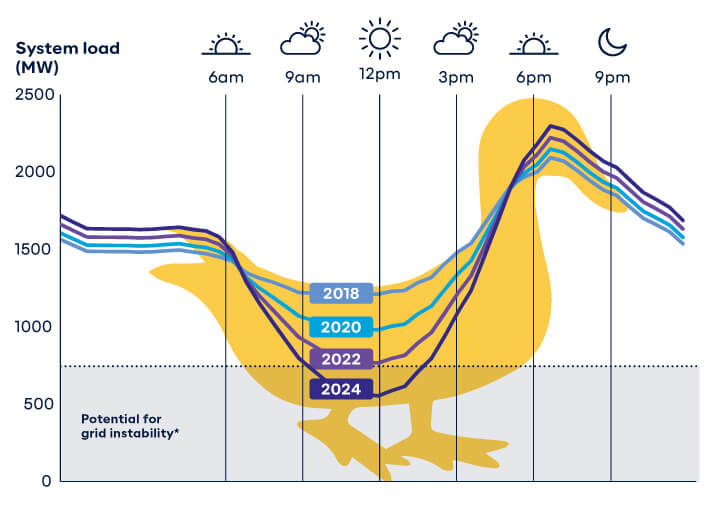 System load
(MW)
6am
9am
12pm
3pm
6pm
9pm
2500
2000
1500
1000
500
0
2018
2020
2022
2024
Potential for
grid instability*